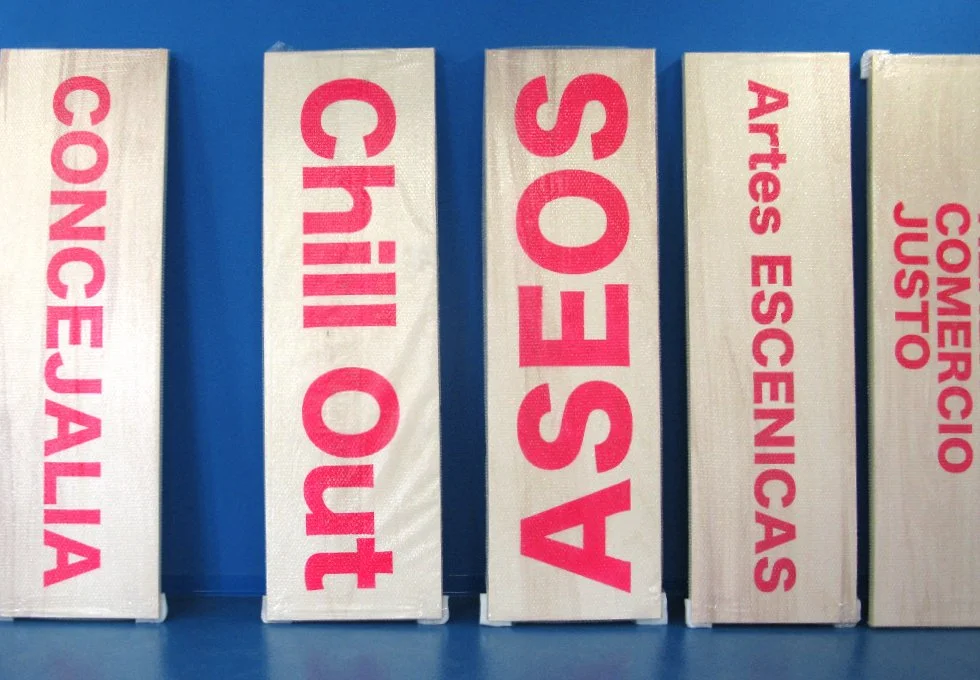 CONCEJALIA
Chill Out
ASEOS
Artes ESCENICAS
COMERCIO
JUSTO